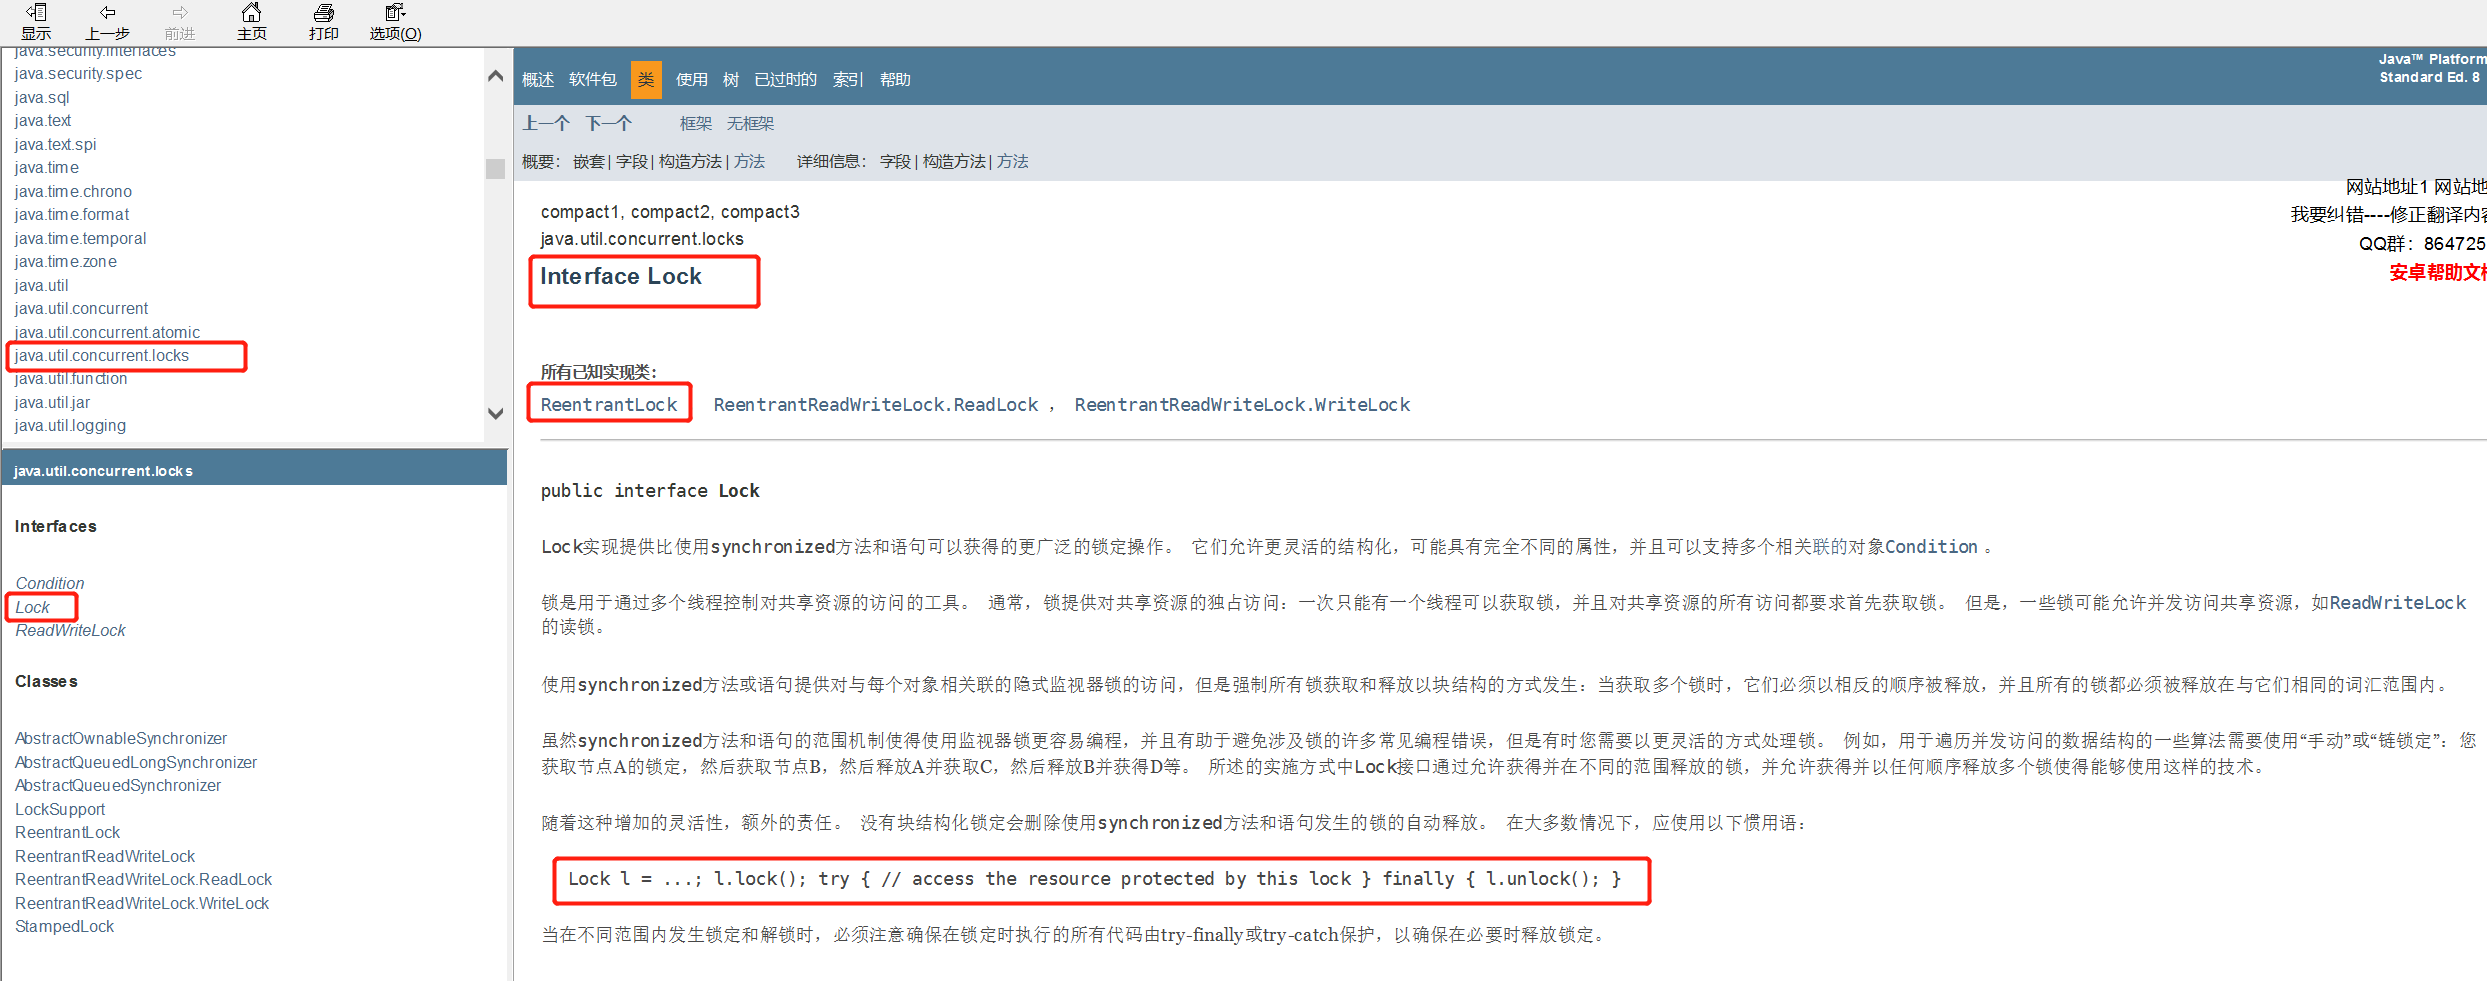 显示 上一步 前进 主页 打印 选项(O)
java.security.interfaces
java.security.spec
java.sql
java.text
java.text.spi
java.time
java.time.chrono
java.time.format
java.time.temporal
java.time.zone
java.util
java.util.concurrent
java.util.concurrent.atomic
java.util.concurrent.locks
java.util.function
java.util.jar
java.util.logging
java.util.concurrent.locks
Interfaces
Condition
Lock
ReadWriteLock
Classes
AbstractOwnableSynchronizer
AbstractQueuedLongSynchronizer
AbstractQueuedSynchronizer
LockSupport
ReentrantLock
ReentrantReadWriteLock
ReentrantReadWriteLock.ReadLock
ReentrantReadWriteLock.WriteLock
StampedLock
概述 软件包 类 使用 树 已过时的 索引 帮助
Java™ Platform
Standard Ed. 8
上一个 下一个 框架 无框架
概要： 嵌套 | 字段 | 构造方法 | 方法 详细信息： 字段 | 构造方法 | 方法
网站地址1 网站地
我要纠错----修正翻译内容
QQ群：864725
安卓帮助文档
compact1, compact2, compact3
java.util.concurrent.locks
Interface Lock
所有已知实现类：
ReentrantLock ReentrantReadWriteLock.ReadLock ， ReentrantReadWriteLock.WriteLock
public interface Lock
Lock实现提供比使用synchronized方法和语句可以获得的更广泛的锁定操作。 它们允许更灵活的结构化，可能具有完全不同的属性，并且可以支持多个相关联的对象Condition 。
锁是用于通过多个线程控制对共享资源的访问的工具。 通常，锁提供对共享资源的独占访问：一次只能有一个线程可以获取锁，并且对共享资源的所有访问都要求首先获取锁。 但是，一些锁可能允许并发访问共享资源，如ReadWriteLock
的读锁。
使用synchronized方法或语句提供对与每个对象相关联的隐式监视器锁的访问，但是强制所有锁获取和释放以块结构的方式发生：当获取多个锁时，它们必须以相反的顺序被释放，并且所有的锁都必须被释放在与它们相同的词汇范围内。
虽然synchronized方法和语句的范围机制使得使用监视器锁更容易编程，并且有助于避免涉及锁的许多常见编程错误，但是有时您需要以更灵活的方式处理锁。 例如，用于遍历并发访问的数据结构的一些算法需要使用“手动”或“链锁定”：您
获取节点A的锁定，然后获取节点B，然后释放A并获取C，然后释放B并获得D等。 所述的实施方式中Lock接口通过允许获得并在不同的范围释放的锁，并允许获得并以任何顺序释放多个锁使得能够使用这样的技术。
随着这种增加的灵活性，额外的责任。 没有块结构化锁定会删除使用synchronized方法和语句发生的锁的自动释放。 在大多数情况下，应使用以下惯用语：
Lock l = ...; l.lock(); try { // access the resource protected by this lock } finally { l.unlock(); }
当在不同范围内发生锁定和解锁时，必须注意确保在锁定时执行的所有代码由try-finally或try-catch保护，以确保在必要时释放锁定。